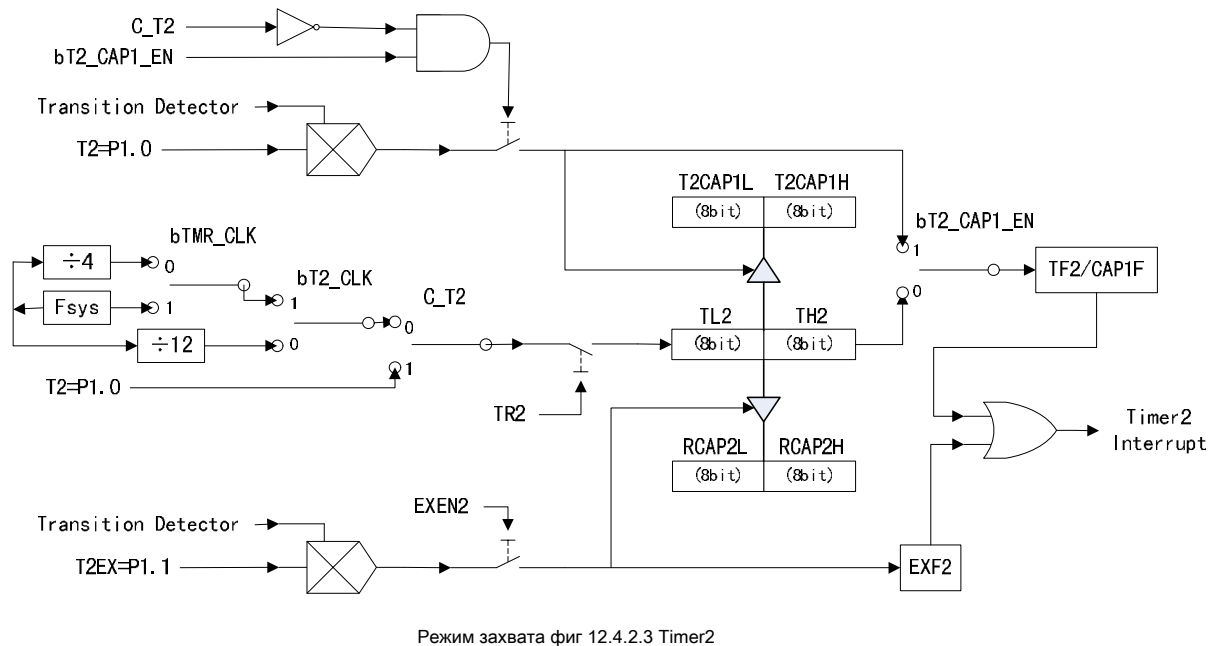 C_T2
bT2_CAP1_EN
Transition Detector
T2=P1.0
T2CAP1L T2CAP1H
(8bit) (8bit)
bT2_CAP1_EN
bTMR_CLK
÷4
0
1
TF2/CAP1F
bT2_CLK
Fsys
1
1
C_T2
0
TL2 TH2
÷12
0
0
(8bit) (8bit)
T2=P1.0
1
TR2
Timer2
Interrupt
RCAP2L RCAP2H
(8bit) (8bit)
EXEN2
Transition Detector
T2EX=P1.1
EXF2
Режим захвата фиг 12.4.2.3 Timer2